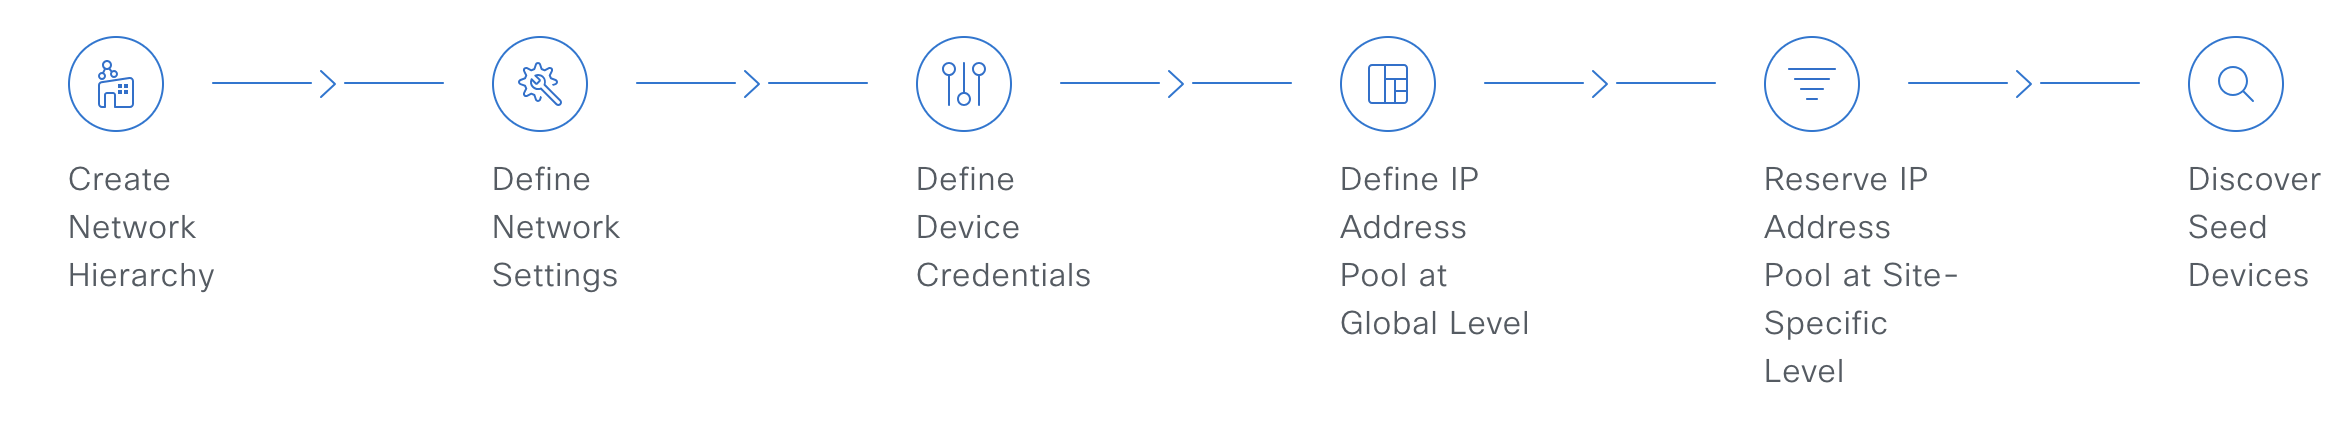 Create
Network
Hierarchy
Define
Network
Settings
Define
Device
Credentials
Define IP
Address
Pool at
Global Level
Reserve IP
Address
Pool at Site-
Specific
Level
Discover
Seed
Devices